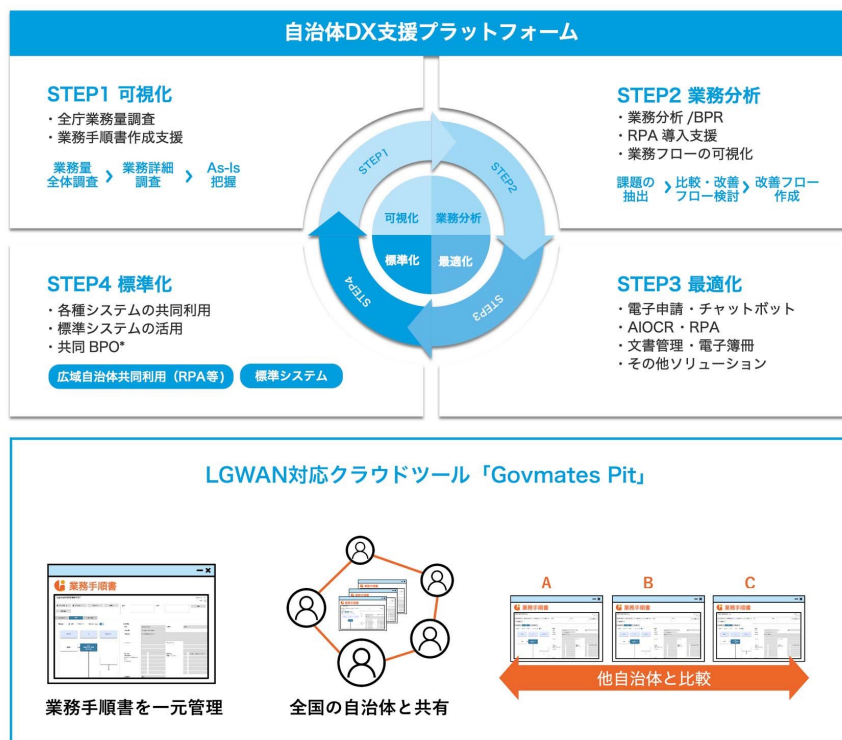 自治体DX支援プラットフォーム
STEP1 可視化
・全庁業務量調査
・業務手順書作成支援
業務量
全体調査
業務詳細
調査
As-Is
把握
STEP2 業務分析
・業務分析 /BPR
・RPA 導入支援
・業務フローの可視化
課題の
抽出
比較・改善
フロー検討
改善フロー
作成
STEP1
STEP2
可視化
業務分析
標準化
最適化
STEP4
STEP3
STEP4 標準化
・各種システムの共同利用
・標準システムの活用
・共同 BPO*
広域自治体共同利用（RPA等）
標準システム
STEP3 最適化
・電子申請・チャットボット
・AIOCR・RPA
・文書管理・電子簿冊
・その他ソリューション
LGWAN対応クラウドツール「Govmates Pit」
業務手順書
業務手順書を一元管理
全国の自治体と共有
A
B
C
業務手順書
業務手順書
業務手順書
他自治体と比較